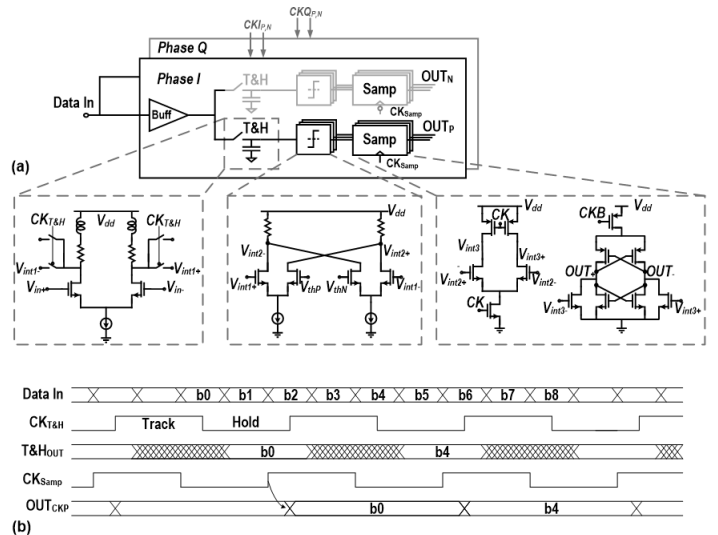 CKI_P,N
CKQ_P,N
Phase Q
Phase I
Data In
Buff
T&H
Samp
OUT_N
CK_Samp
T&H
Samp
OUT_P
CK_Samp
(a)
CK_T&H
V_dd
CK_T&H
V_int1-
V_int1+
V_in+
V_in-
V_dd
V_int2-
V_int2+
V_int1+
V_thP
V_thN
V_int1-
V_dd
CK
V_int3
V_int3+
V_int2+
V_int2-
CK
CKB
V_dd
OUT+
OUT-
V_int3-
V_int3+
Data In
b0 b1 b2 b3 b4 b5 b6 b7 b8
CK_T&H
Track Hold
T&H_OUT
b0 b4
CK_Samp
OUT_CKP
b0 b4
(b)